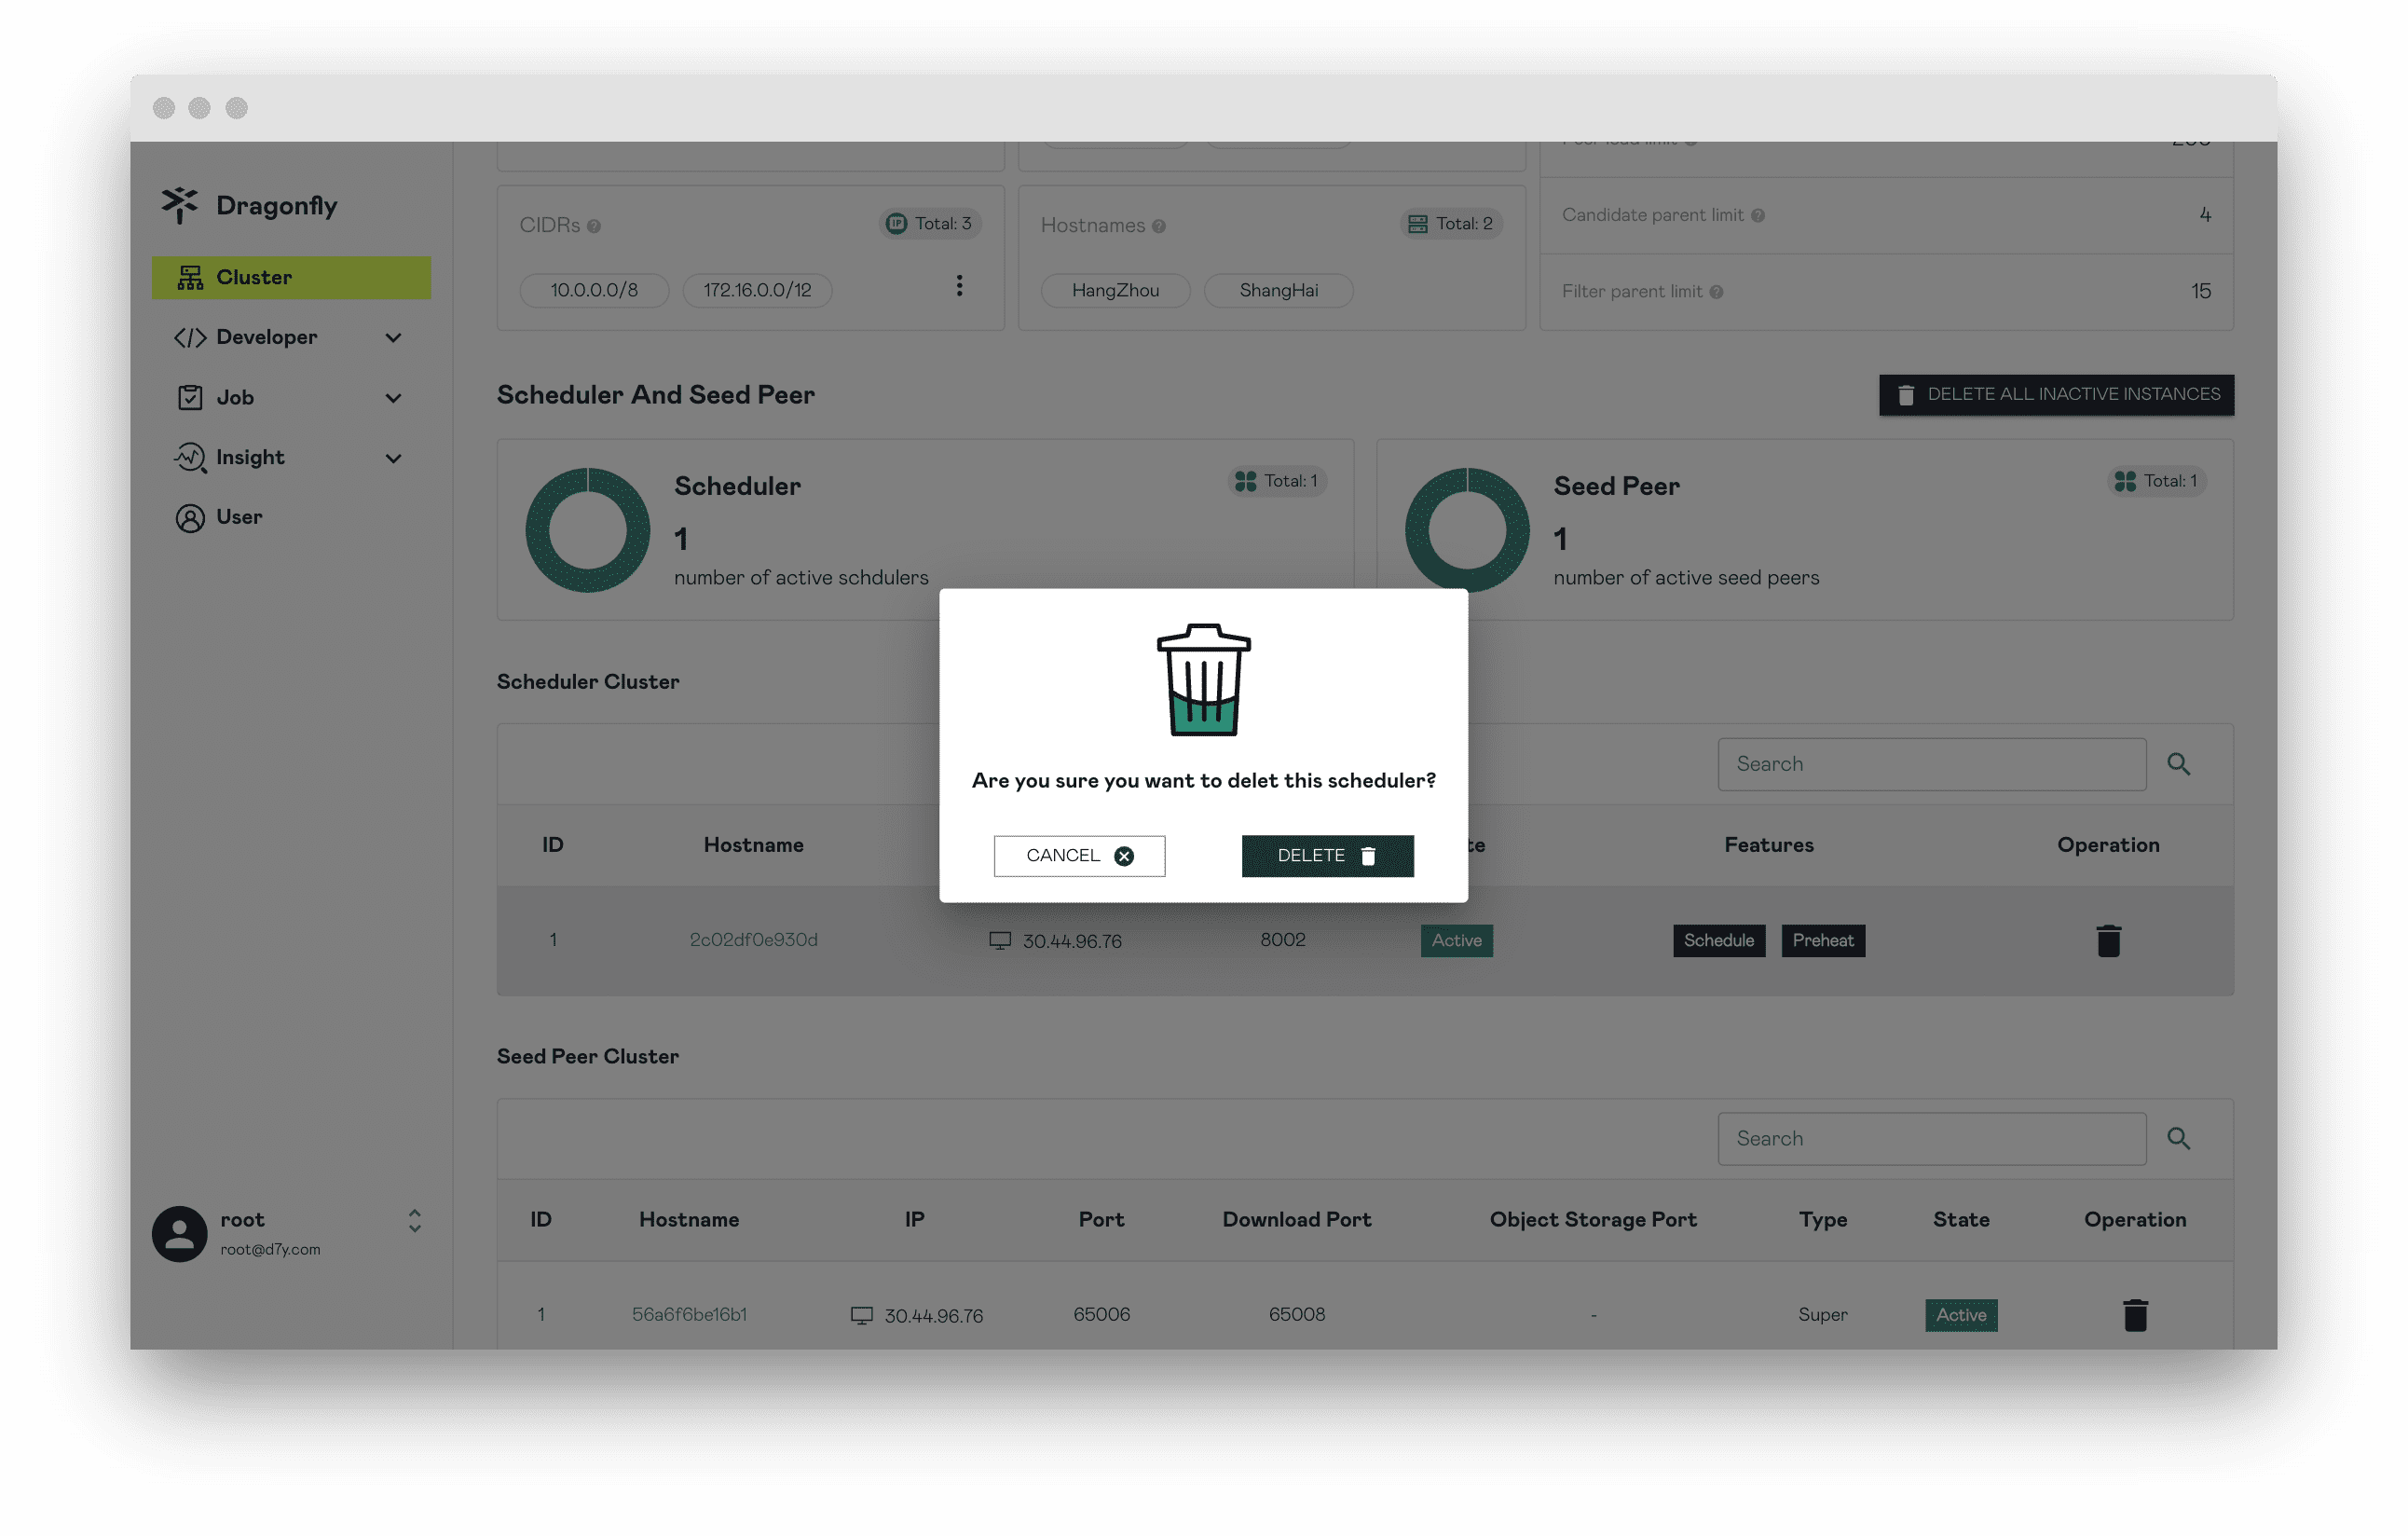 Dragonfly
Cluster
Developer
Job
Insight
User
root
root@d7y.com
Peer load limit
Candidate parent limit 4
Filter parent limit 15
CIDRs IP Total: 3
10.0.0.0/8 172.16.0.0/12
Hostnames Total: 2
HangZhou ShangHai
Scheduler And Seed Peer
DELETE ALL INACTIVE INSTANCES
Scheduler Total: 1
1
number of active schdulers
Seed Peer Total: 1
1
number of active seed peers
Are you sure you want to delet this scheduler?
CANCEL DELETE
Scheduler Cluster
Search
ID Hostname Features Operation
1 2c02df0e930d 30.44.96.76 8002 Active Schedule Preheat
Seed Peer Cluster
Search
ID Hostname IP Port Download Port Object Storage Port Type State Operation
1 56a6f6be16b1 30.44.96.76 65006 65008 - Super Active